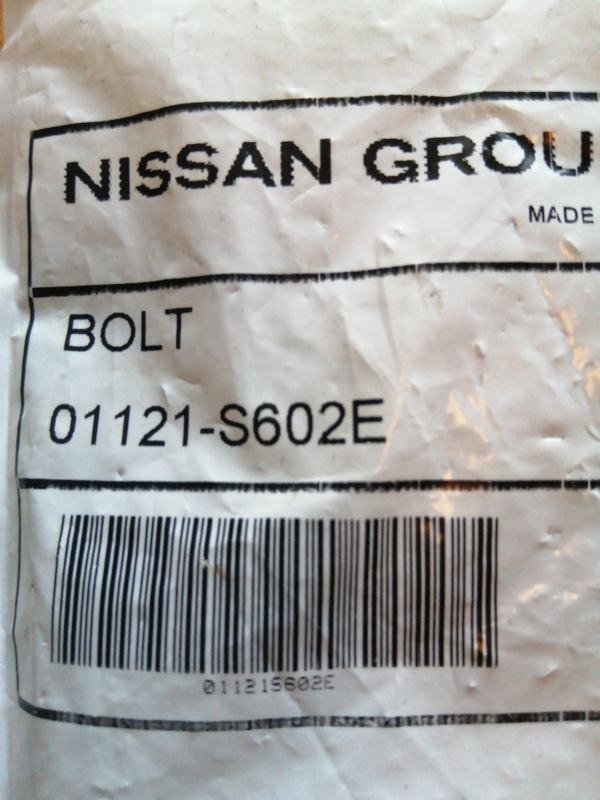 NISSAN GROU
MADE
BOLT
01121-S602E
01121S602E